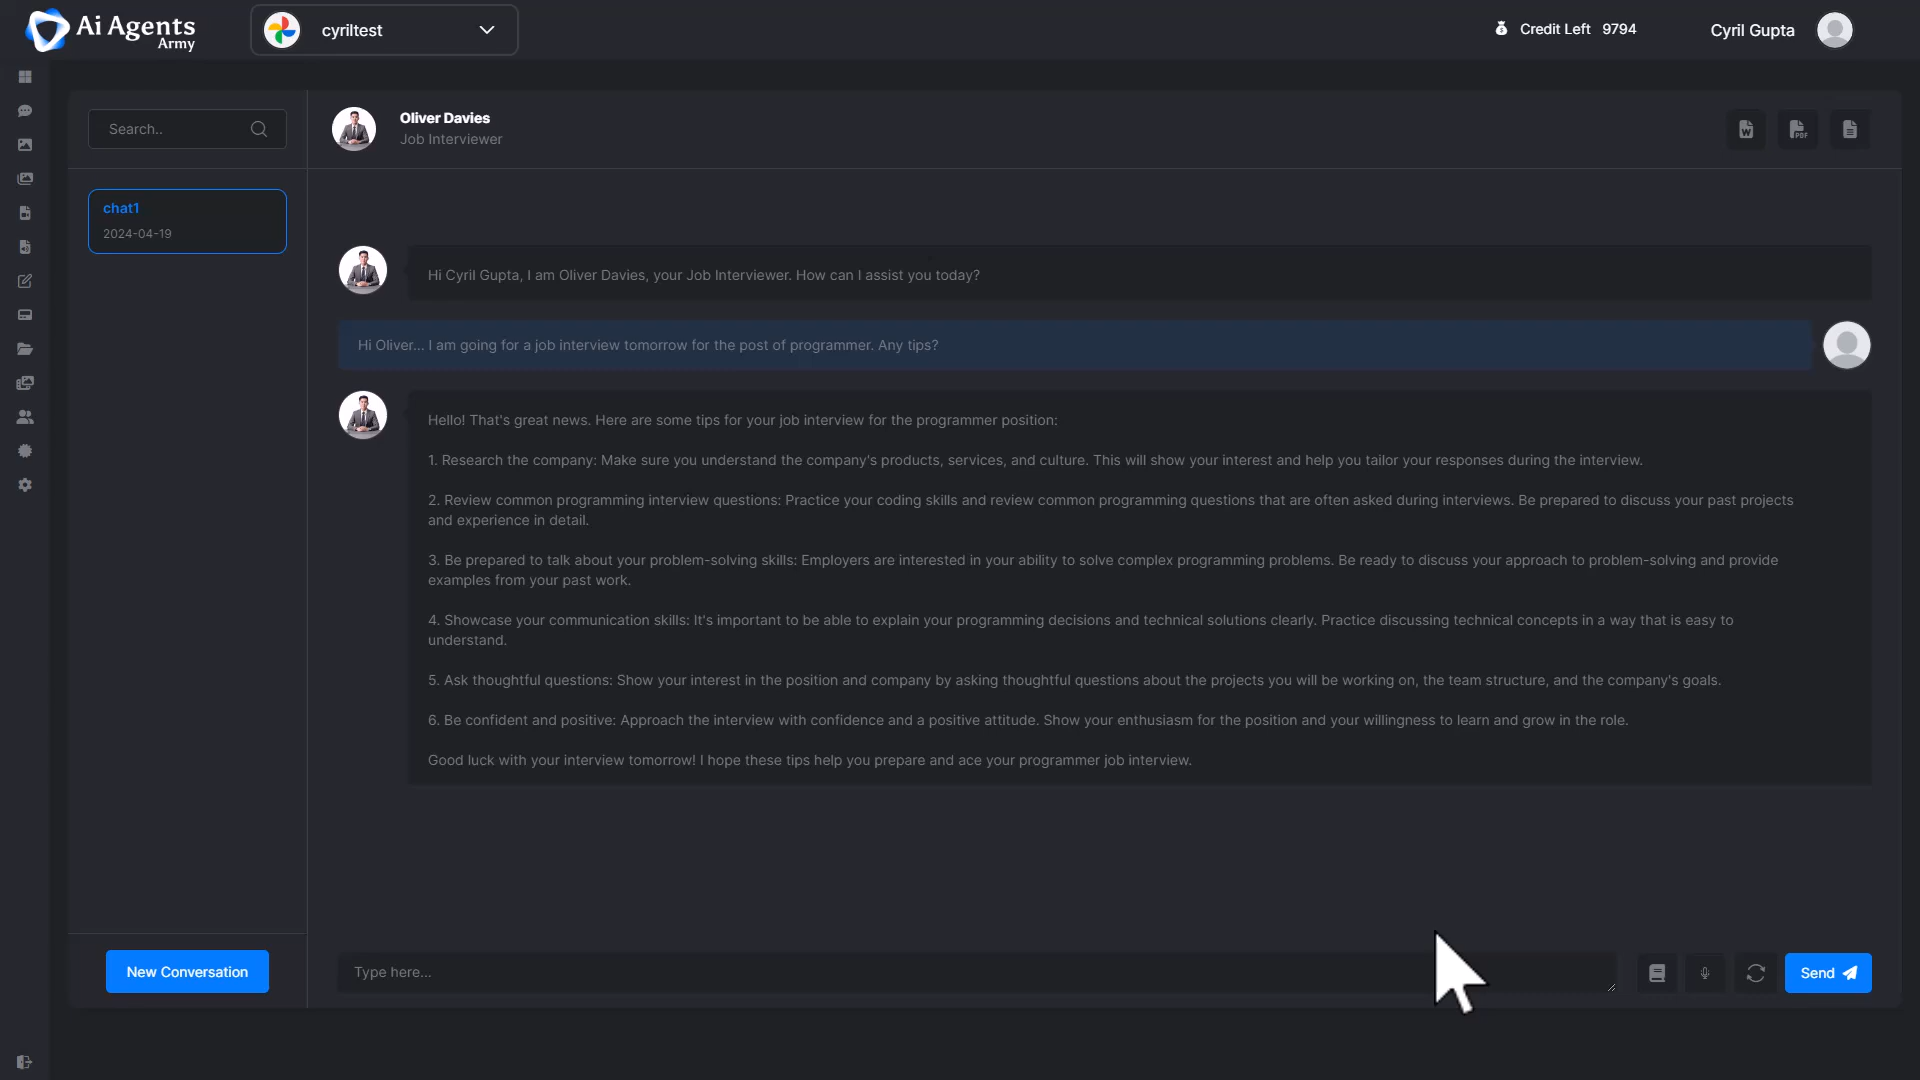 Ai Agents
Army
cyriltest
Credit Left 9794
Cyril Gupta
Search..
Oliver Davies
Job Interviewer
chat1
2024-04-19
Hi Cyril Gupta, I am Oliver Davies, your Job Interviewer. How can I assist you today?
Hi Oliver... I am going for a job interview tomorrow for the post of programmer. Any tips?
Hello! That's great news. Here are some tips for your job interview for the programmer position:
1. Research the company: Make sure you understand the company's products, services, and culture. This will show your interest and help you tailor your responses during the interview.
2. Review common programming interview questions: Practice your coding skills and review common programming questions that are often asked during interviews. Be prepared to discuss your past projects
and experience in detail.
3. Be prepared to talk about your problem-solving skills: Employers are interested in your ability to solve complex programming problems. Be ready to discuss your approach to problem-solving and provide
examples from your past work.
4. Showcase your communication skills: It's important to be able to explain your programming decisions and technical solutions clearly. Practice discussing technical concepts in a way that is easy to
understand.
5. Ask thoughtful questions: Show your interest in the position and company by asking thoughtful questions about the projects you will be working on, the team structure, and the company's goals.
6. Be confident and positive: Approach the interview with confidence and a positive attitude. Show your enthusiasm for the position and your willingness to learn and grow in the role.
Good luck with your interview tomorrow! I hope these tips help you prepare and ace your programmer job interview.
New Conversation
Type here...
Send